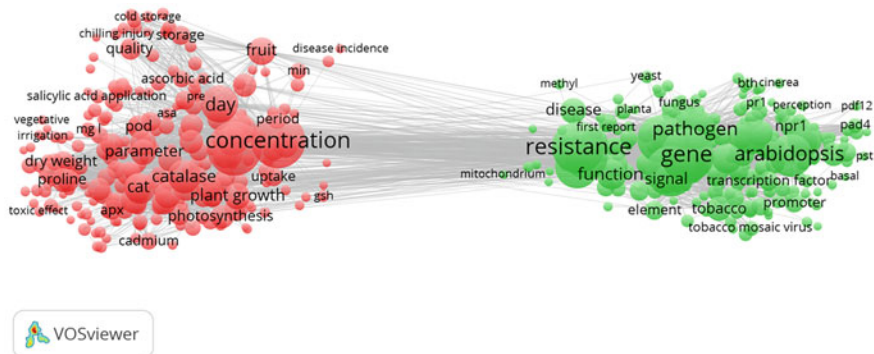 cold storage
chilling injury
storage
quality
fruit
disease incidence
min
ascorbic acid
salicylic acid application
pre
day
vegetative
asa
period
irrigation
mg l
pod
concentration
parameter
dry weight
catalase
uptake
proline
cat
plant growth
gsh
toxic effect
apx
photosynthesis
cadmium
methyl
yeast
bth
cinerea
disease
planta
fungus
pr1
perception
pdf12
first report
pathogen
npr1
pad4
resistance
gene
arabidopsis
pst
mitochondrium
function
signal
transcription factor
basal
element
tobacco
promoter
tobacco mosaic virus
VOSviewer